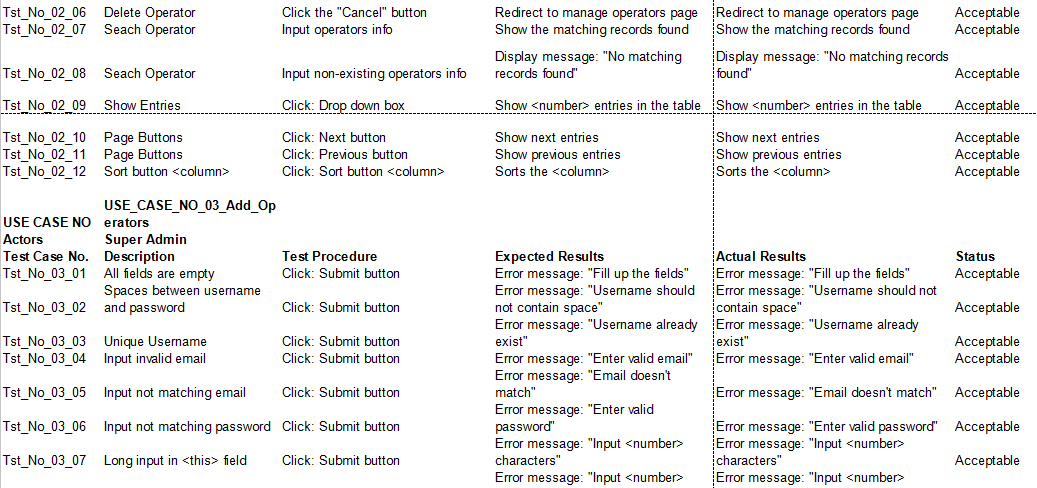 Tst_No_02_06 Delete Operator Click the "Cancel" button Redirect to manage operators page Redirect to manage operators page Acceptable
Tst_No_02_07 Seach Operator Input operators info Show the matching records found Show the matching records found Acceptable
Display message: "No matching Display message: "No matching records
Tst_No_02_08 Seach Operator Input non-existing operators info records found" found" Acceptable
Tst_No_02_09 Show Entries Click: Drop down box Show <number> entries in the table Show <number> entries in the table Acceptable
Tst_No_02_10 Page Buttons Click: Next button Show next entries Show next entries Acceptable
Tst_No_02_11 Page Buttons Click: Previous button Show previous entries Show previous entries Acceptable
Tst_No_02_12 Sort button <column> Click: Sort button <column> Sorts the <column> Sorts the <column> Acceptable
USE_CASE_NO_03_Add_Op
USE CASE NO erators
Actors Super Admin
Test Case No. Description Test Procedure Expected Results Actual Results Status
Tst_No_03_01 All fields are empty Click: Submit button Error message: "Fill up the fields" Error message: "Fill up the fields" Acceptable
Spaces between username Error message: "Username should Error message: "Username should not
Tst_No_03_02 and password Click: Submit button not contain space" contain space" Acceptable
Error message: "Username already Error message: "Username already
Tst_No_03_03 Unique Username Click: Submit button exist" exist" Acceptable
Tst_No_03_04 Input invalid email Click: Submit button Error message: "Enter valid email" Error message: "Enter valid email" Acceptable
Error message: "Email doesn't
Tst_No_03_05 Input not matching email Click: Submit button match" Error message: "Email doesn't match" Acceptable
Error message: "Enter valid
Tst_No_03_06 Input not matching password Click: Submit button password" Error message: "Enter valid password" Acceptable
Error message: "Input <number> Error message: "Input <number>
Tst_No_03_07 Long input in <this> field Click: Submit button characters" characters" Acceptable
Error message: "Input <number> Error message: "Input <number>